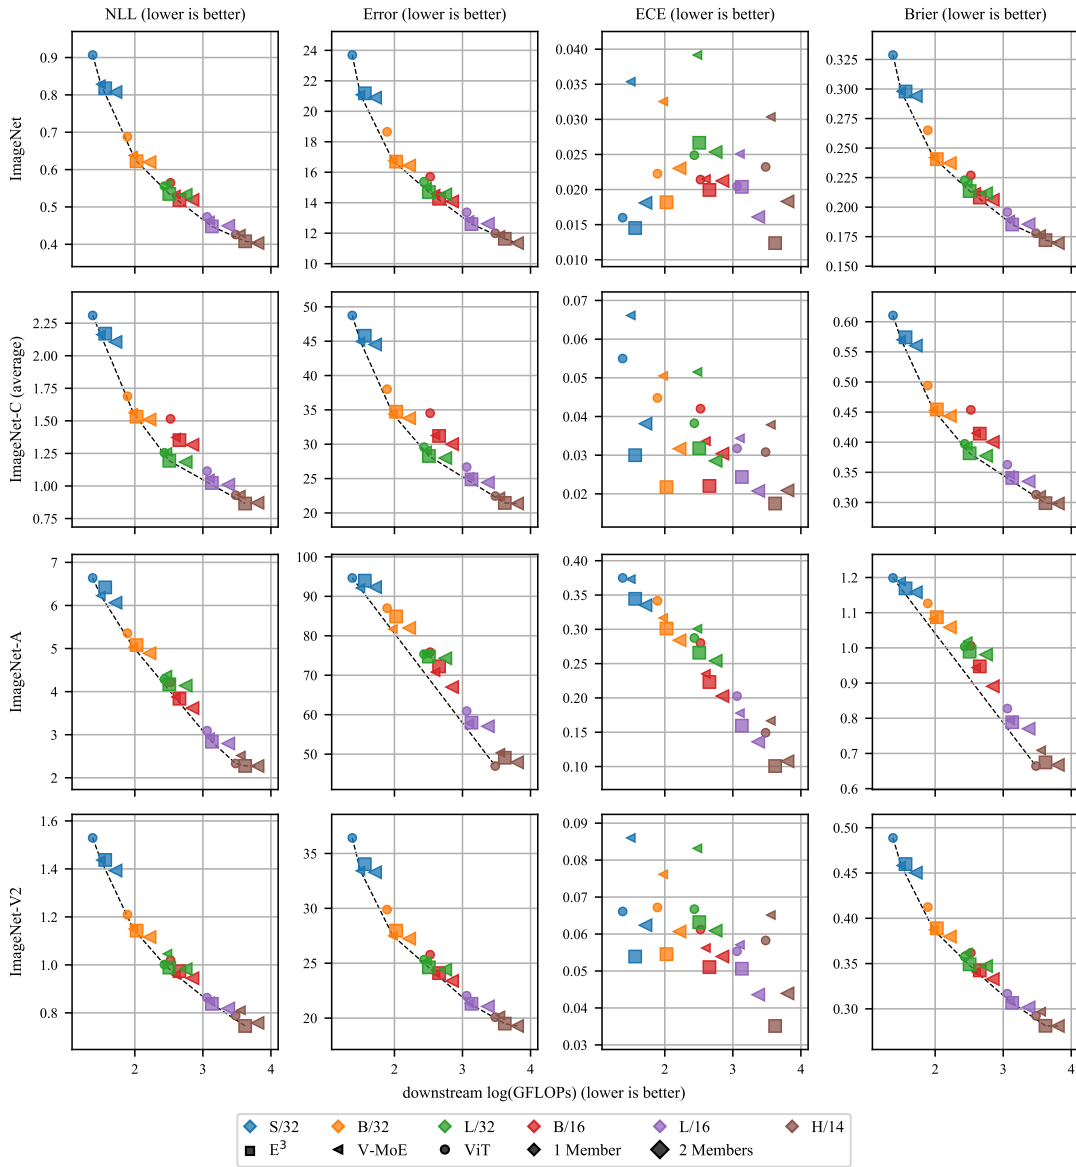 NLL (lower is better) Error (lower is better) ECE (lower is better) Brier (lower is better)
ImageNet
0.9 0.8 0.7 0.6 0.5 0.4
24 22 20 18 16 14 12 10
0.040 0.035 0.030 0.025 0.020 0.015 0.010
0.325 0.300 0.275 0.250 0.225 0.200 0.175 0.150
ImageNet-C (average)
2.25 2.00 1.75 1.50 1.25 1.00 0.75
50 45 40 35 30 25 20
0.07 0.06 0.05 0.04 0.03 0.02
0.60 0.55 0.50 0.45 0.40 0.35 0.30
ImageNet-A
7 6 5 4 3 2
100 90 80 70 60 50
0.40 0.35 0.30 0.25 0.20 0.15 0.10
1.2 1.1 1.0 0.9 0.8 0.7 0.6
ImageNet-V2
1.6 1.4 1.2 1.0 0.8
35 30 25 20
0.09 0.08 0.07 0.06 0.05 0.04 0.03
0.50 0.45 0.40 0.35 0.30
2 3 4 2 3 4 2 3 4 2 3 4
downstream log(GFLOPs) (lower is better)
S/32 B/32 L/32 B/16 L/16 H/14
E³ V-MoE ViT 1 Member 2 Members